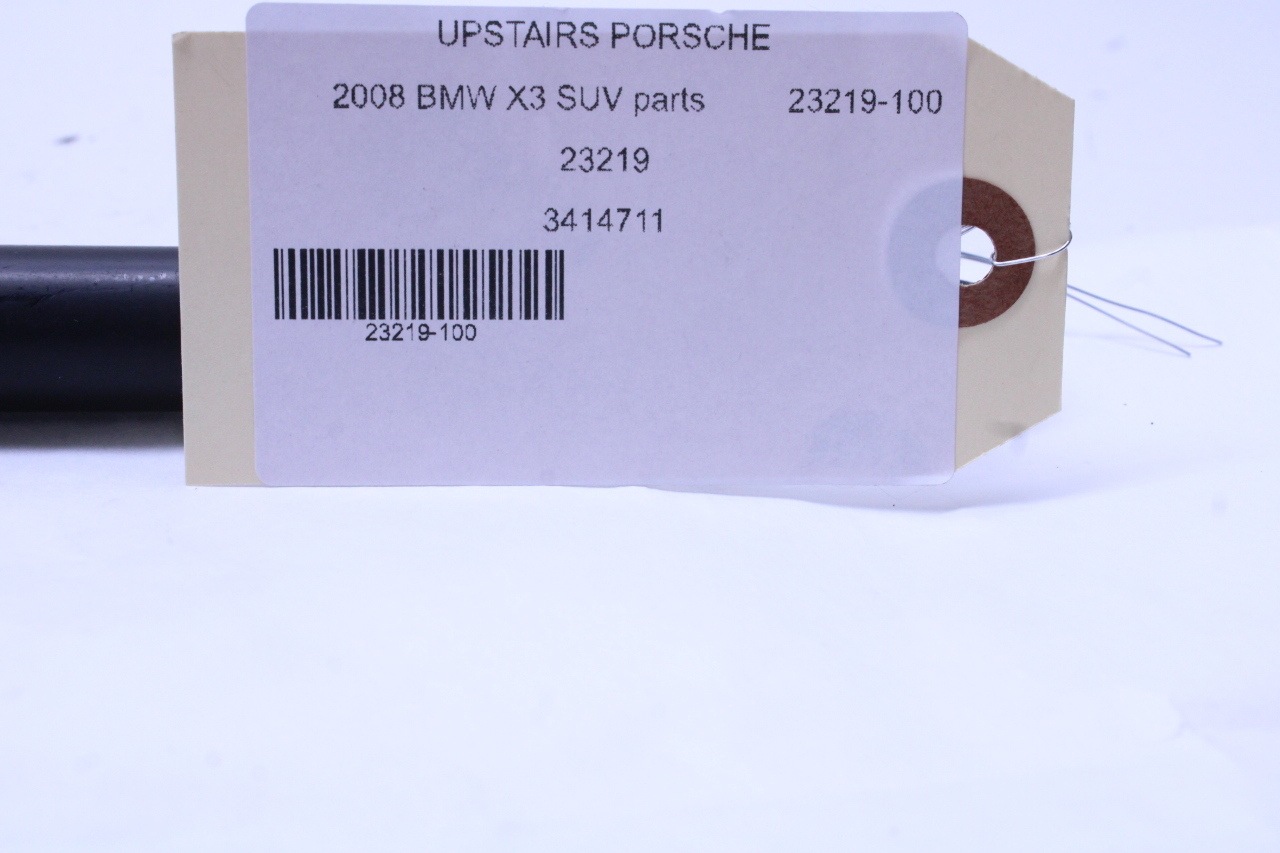 UPSTAIRS PORSCHE
2008 BMW X3 SUV parts 23219-100
23219
3414711
23219-100